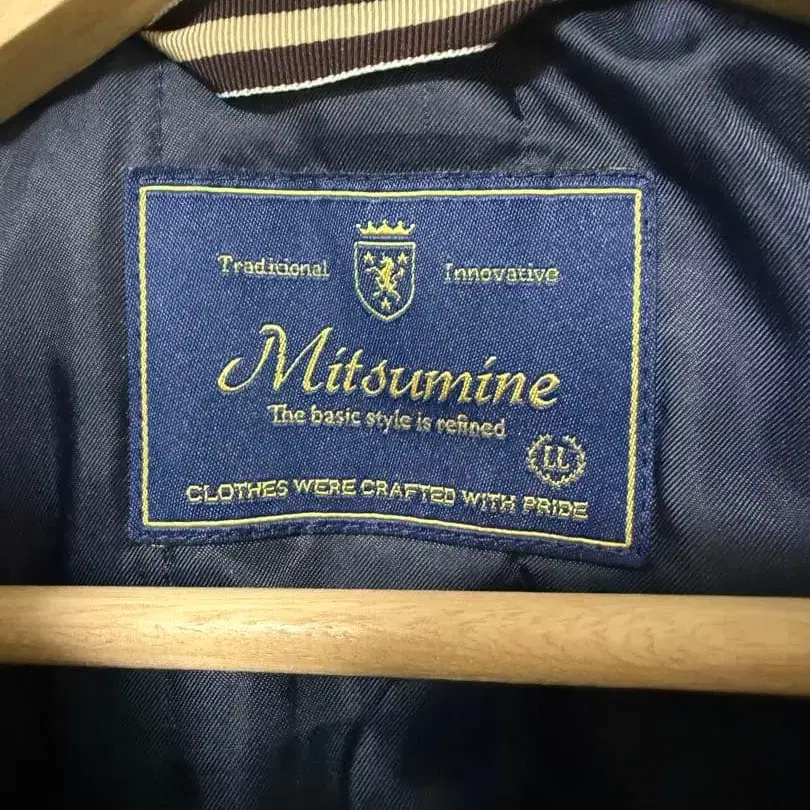 Traditional Innovative
Mitsumine
The basic style is refined
LL
CLOTHES WERE CRAFTED WITH PRIDE